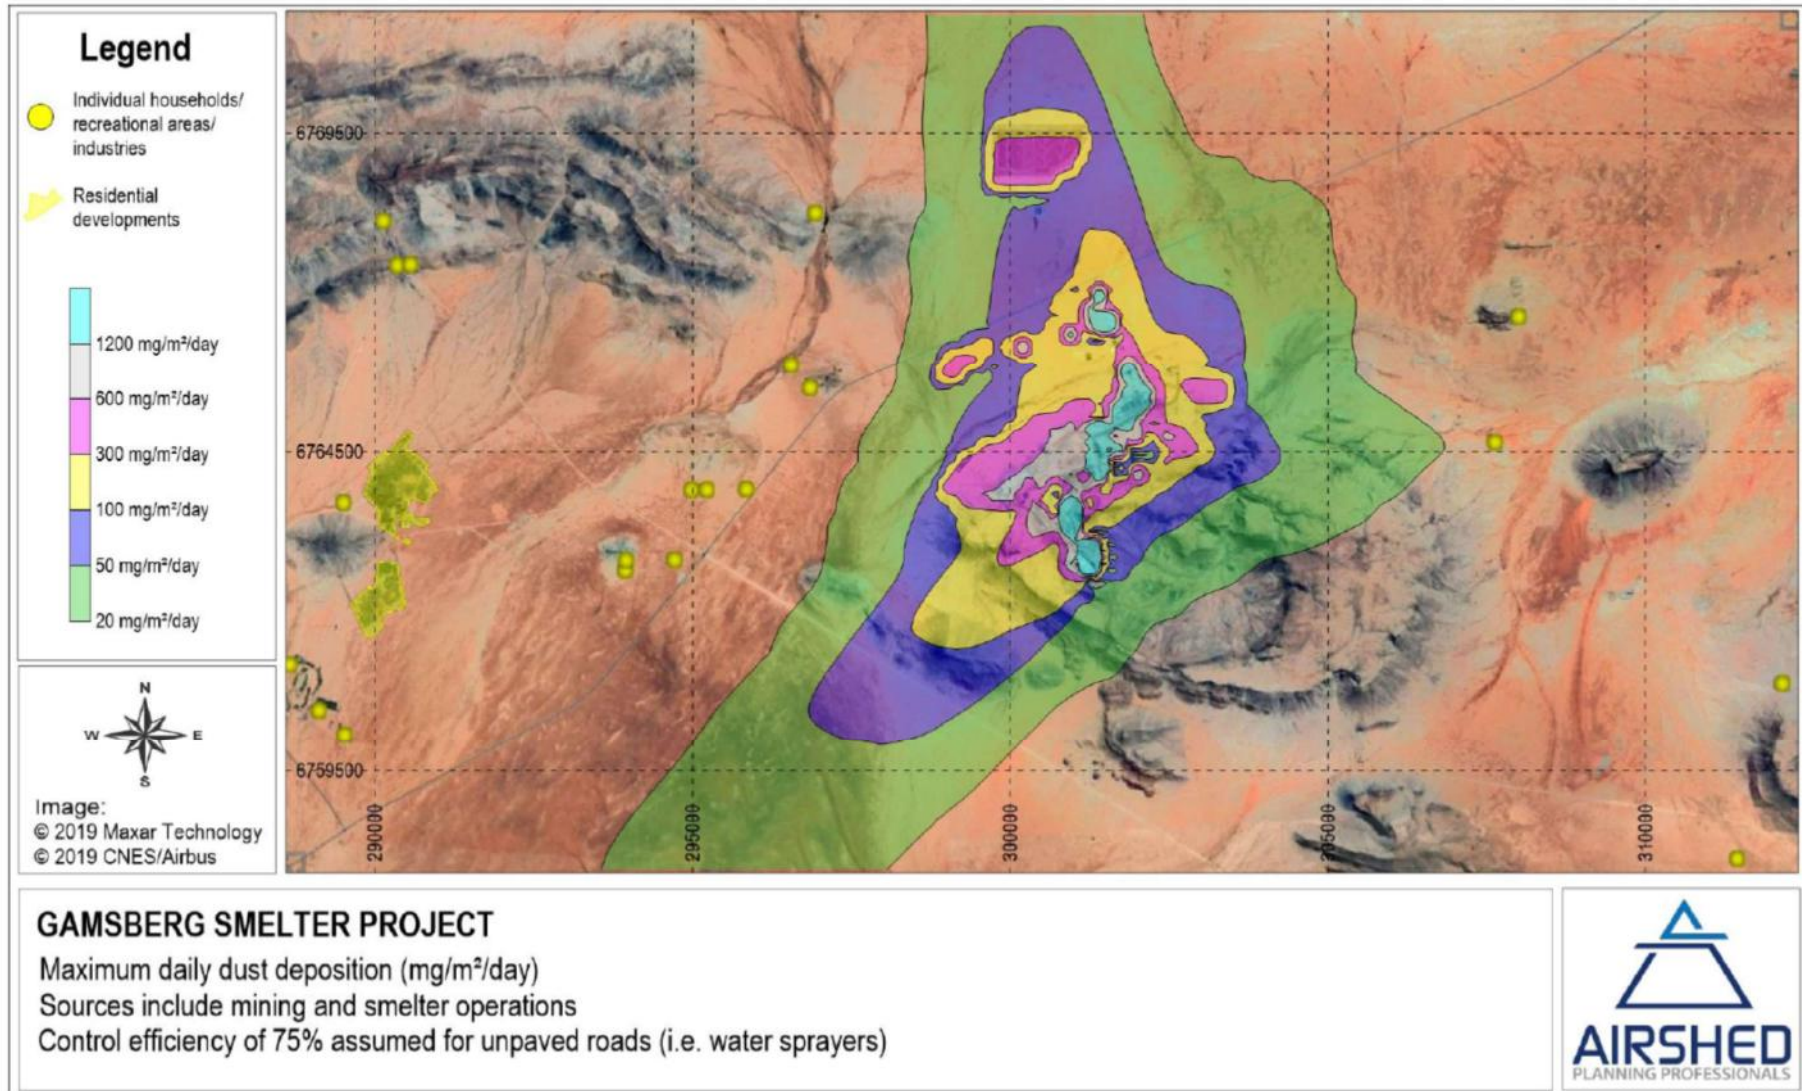 Legend
Individual households/
recreational areas/
industries
Residential
developments
1200 mg/m²/day
600 mg/m²/day
300 mg/m²/day
100 mg/m²/day
50 mg/m²/day
20 mg/m²/day
N
W E
S
Image:
© 2019 Maxar Technology
© 2019 CNES/Airbus
6769500
6764500
6759500
290000
295000
300000
305000
310000
GAMSBERG SMELTER PROJECT
Maximum daily dust deposition (mg/m²/day)
Sources include mining and smelter operations
Control efficiency of 75% assumed for unpaved roads (i.e. water sprayers)
AIRSHED
PLANNING PROFESSIONALS